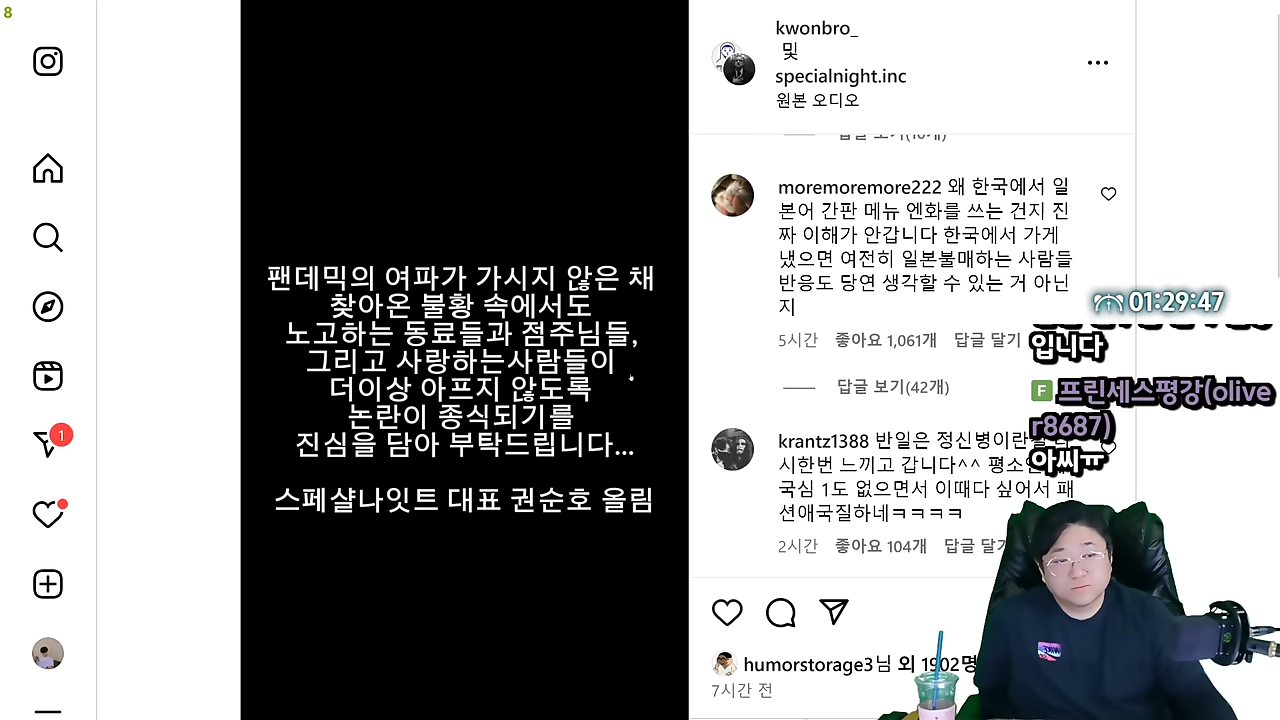 8
팬데믹의 여파가 가시지 않은 채
찾아온 불황 속에서도
노고하는 동료들과 점주님들,
그리고 사랑하는사람들이
더이상 아프지 않도록
논란이 종식되기를
진심을 담아 부탁드립니다...
스페샬나잇트 대표 권순호 올림
kwonbro_
및
specialnight.inc
원본 오디오
moremoremore222 왜 한국에서 일
본어 간판 메뉴 엔화를 쓰는 건지 진
짜 이해가 안갑니다 한국에서 가게
냈으면 여전히 일본불매하는 사람들
반응도 당연 생각할 수 있는 거 아닌
지
5시간 좋아요 1,061개 답글 달기
답글 보기(42개)
krantz1388 반일은 정신병이란
시한번 느끼고 갑니다^^ 평소
국심 1도 없으면서 이때다 싶어서 패
션애국질하네ㅋㅋㅋㅋ
2시간 좋아요 104개 답글 달기
humorstorage3님 외 1902명
7시간 전
1
01:29:47
입니다
F 프린세스평강(olive
r8687)
아씨ㅠ